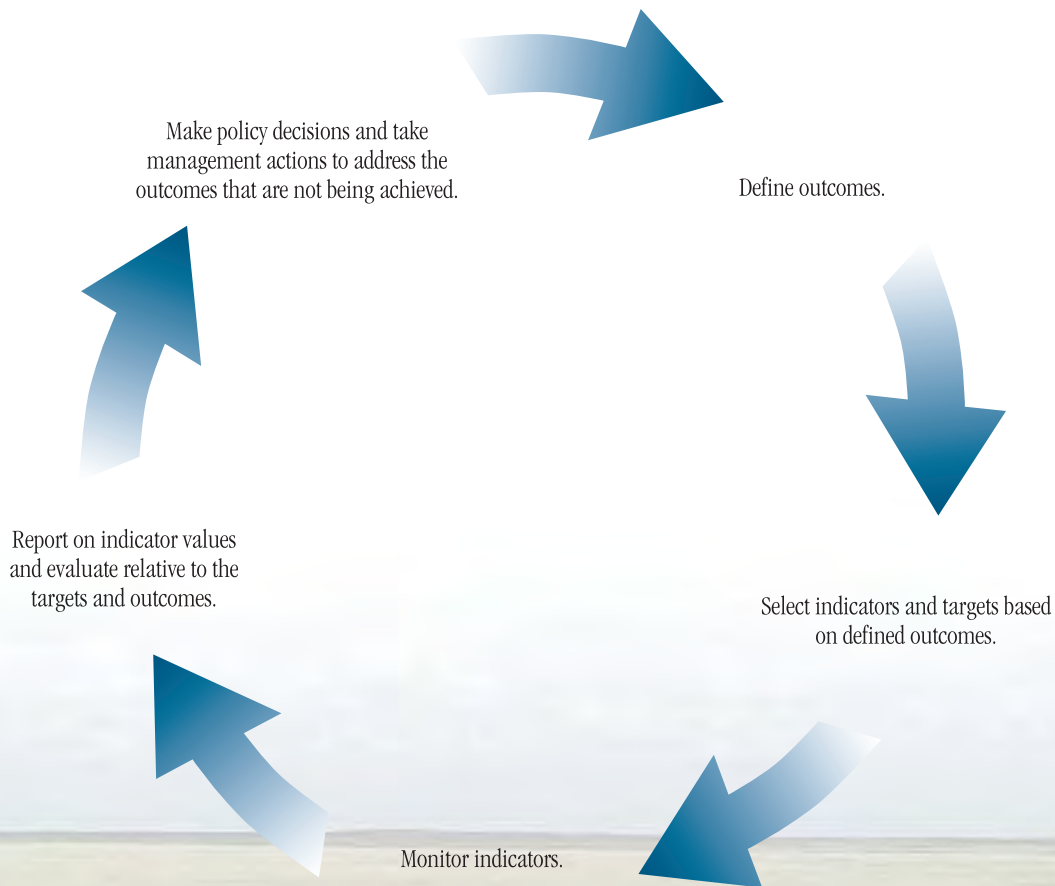 Make policy decisions and take
management actions to address the
outcomes that are not being achieved.
Define outcomes.
Select indicators and targets based
on defined outcomes.
Monitor indicators.
Report on indicator values
and evaluate relative to the
targets and outcomes.